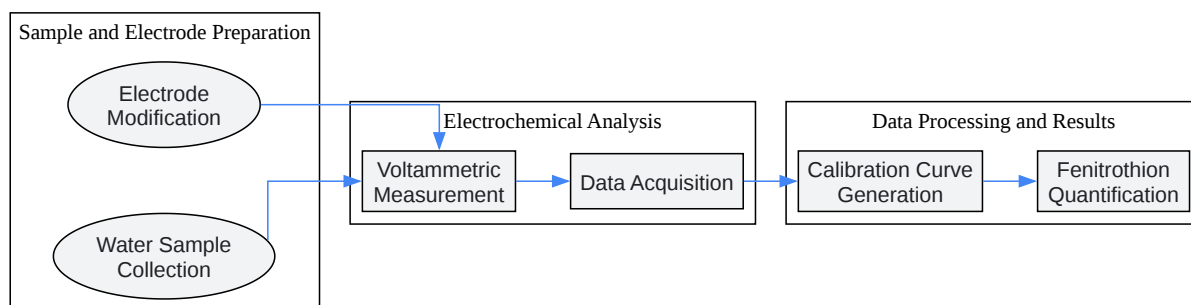 Sample and Electrode Preparation
Electrode
Modification
Water Sample
Collection
Electrochemical Analysis
Voltammetric
Measurement
Data Acquisition
Data Processing and Results
Calibration Curve
Generation
Fenitrothion
Quantification